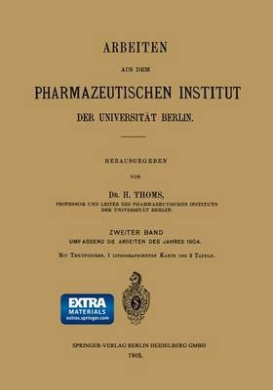 ARBEITEN
AUS DEM
PHARMAZEUTISCHEN INSTITUT
DER UNIVERSITÄT BERLIN.
HERAUSGEGEBEN
VON
DR. H. THOMS,
PROFESSOR UND LEITER DES PHARMAZEUTISCHEN INSTITUTS
DER UNIVERSITÄT BERLIN.
ZWEITER BAND
UMFASSEND DIE ARBEITEN DES JAHRES 1904.
MIT TEXTFIGUREN, 1 LITHOGRAPHIERTEN KARTE UND 3 TAFELN.
EXTRA
MATERIALS
extras.springer.com
SPRINGER-VERLAG BERLIN HEIDELBERG GMBH
1905.